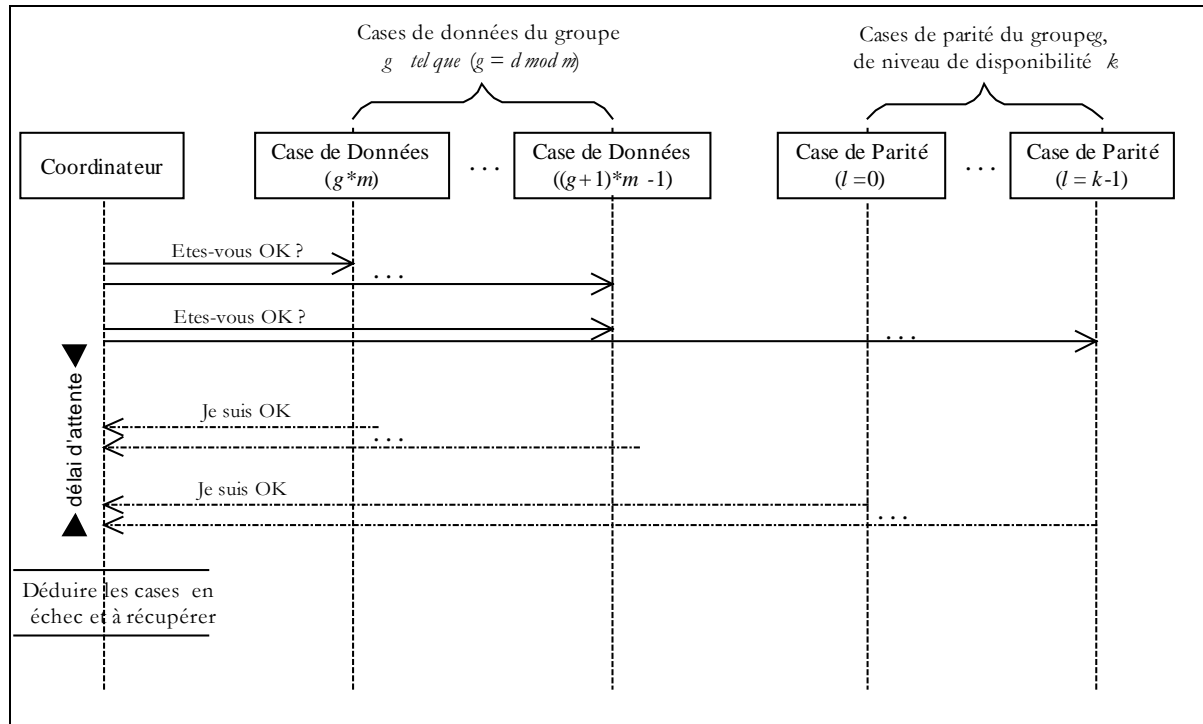 Cases de données du groupe
g tel que (g = d mod m)
Cases de parité du groupeg,
de niveau de disponibilité k
Coordinateur
Case de Données
(g*m)
. . .
Case de Données
((g+1)*m -1)
Case de Parité
(l =0)
. . .
Case de Parité
(l = k-1)
Etes-vous OK ?
. . .
Etes-vous OK ?
. . .
délai d'attente
Je suis OK
. . .
Je suis OK
. . .
Déduire les cases en
échec et à récupérer